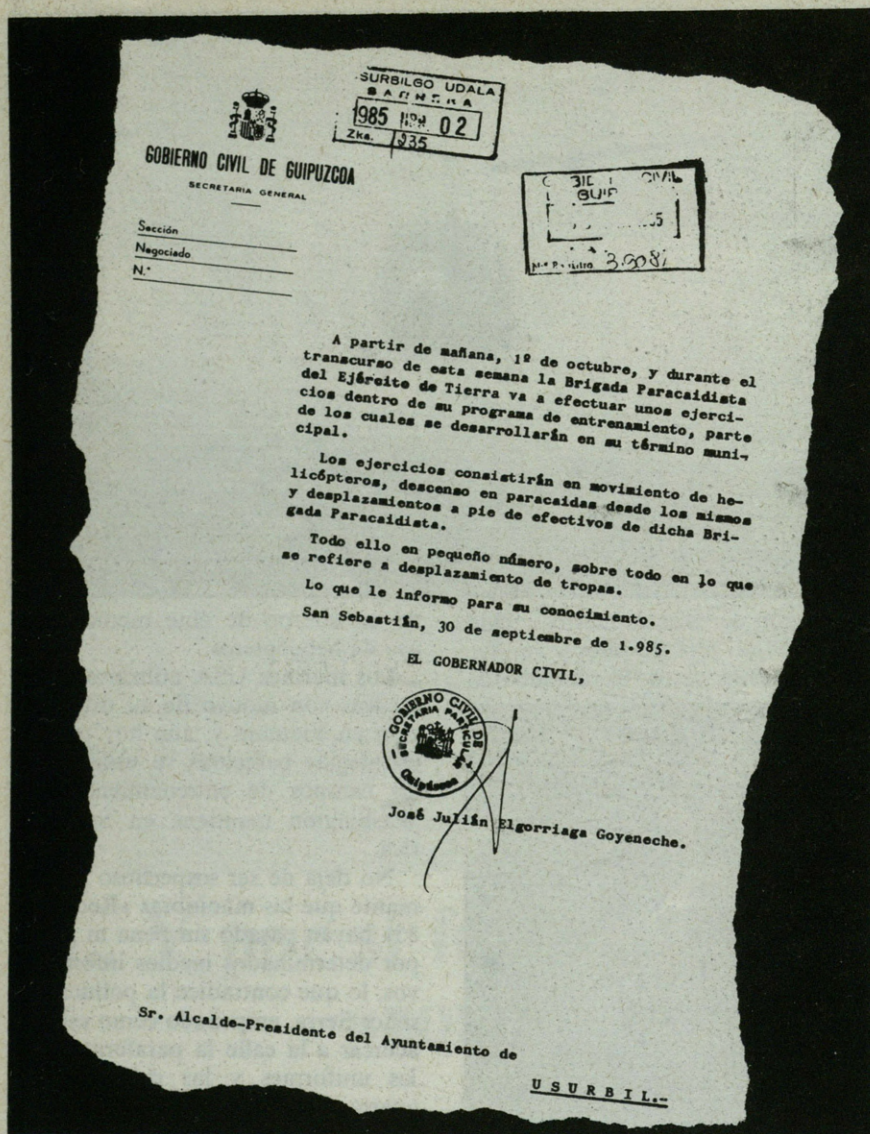 USURBILGO UDALA
SARRERA
1985 02
Zka. 235
GOBIERNO CIVIL DE GUIPUZCOA
SECRETARIA GENERAL
Sección
Negociado
N.º
CIVIL
A partir de mañana, 1º de octubre, y durante el
transcurso de esta semana la Brigada Paracaidista
del Ejército de Tierra va a efectuar unos ejerci-
cios dentro de su programa de entrenamiento, parte
de los cuales se desarrollarán en su término muni-
cipal.
Los ejercicios consistirán en movimiento de he-
licópteros, descenso en paracaidas desde los mismos
y desplazamientos a pie de efectivos de dicha Bri-
gada Paracaidista.
Todo ello en pequeño número, sobre todo en lo que
se refiere a desplazamiento de tropas.
Lo que le informo para su conocimiento.
San Sebastián, 30 de septiembre de 1.985.
EL GOBERNADOR CIVIL,
GOBIERNO CIVIL DE
SECRETARIA PARTICULAR
Guipúzcoa
José Julián Elgorriaga Goyeneche.
Sr. Alcalde-Presidente del Ayuntamiento de
USURBIL.-